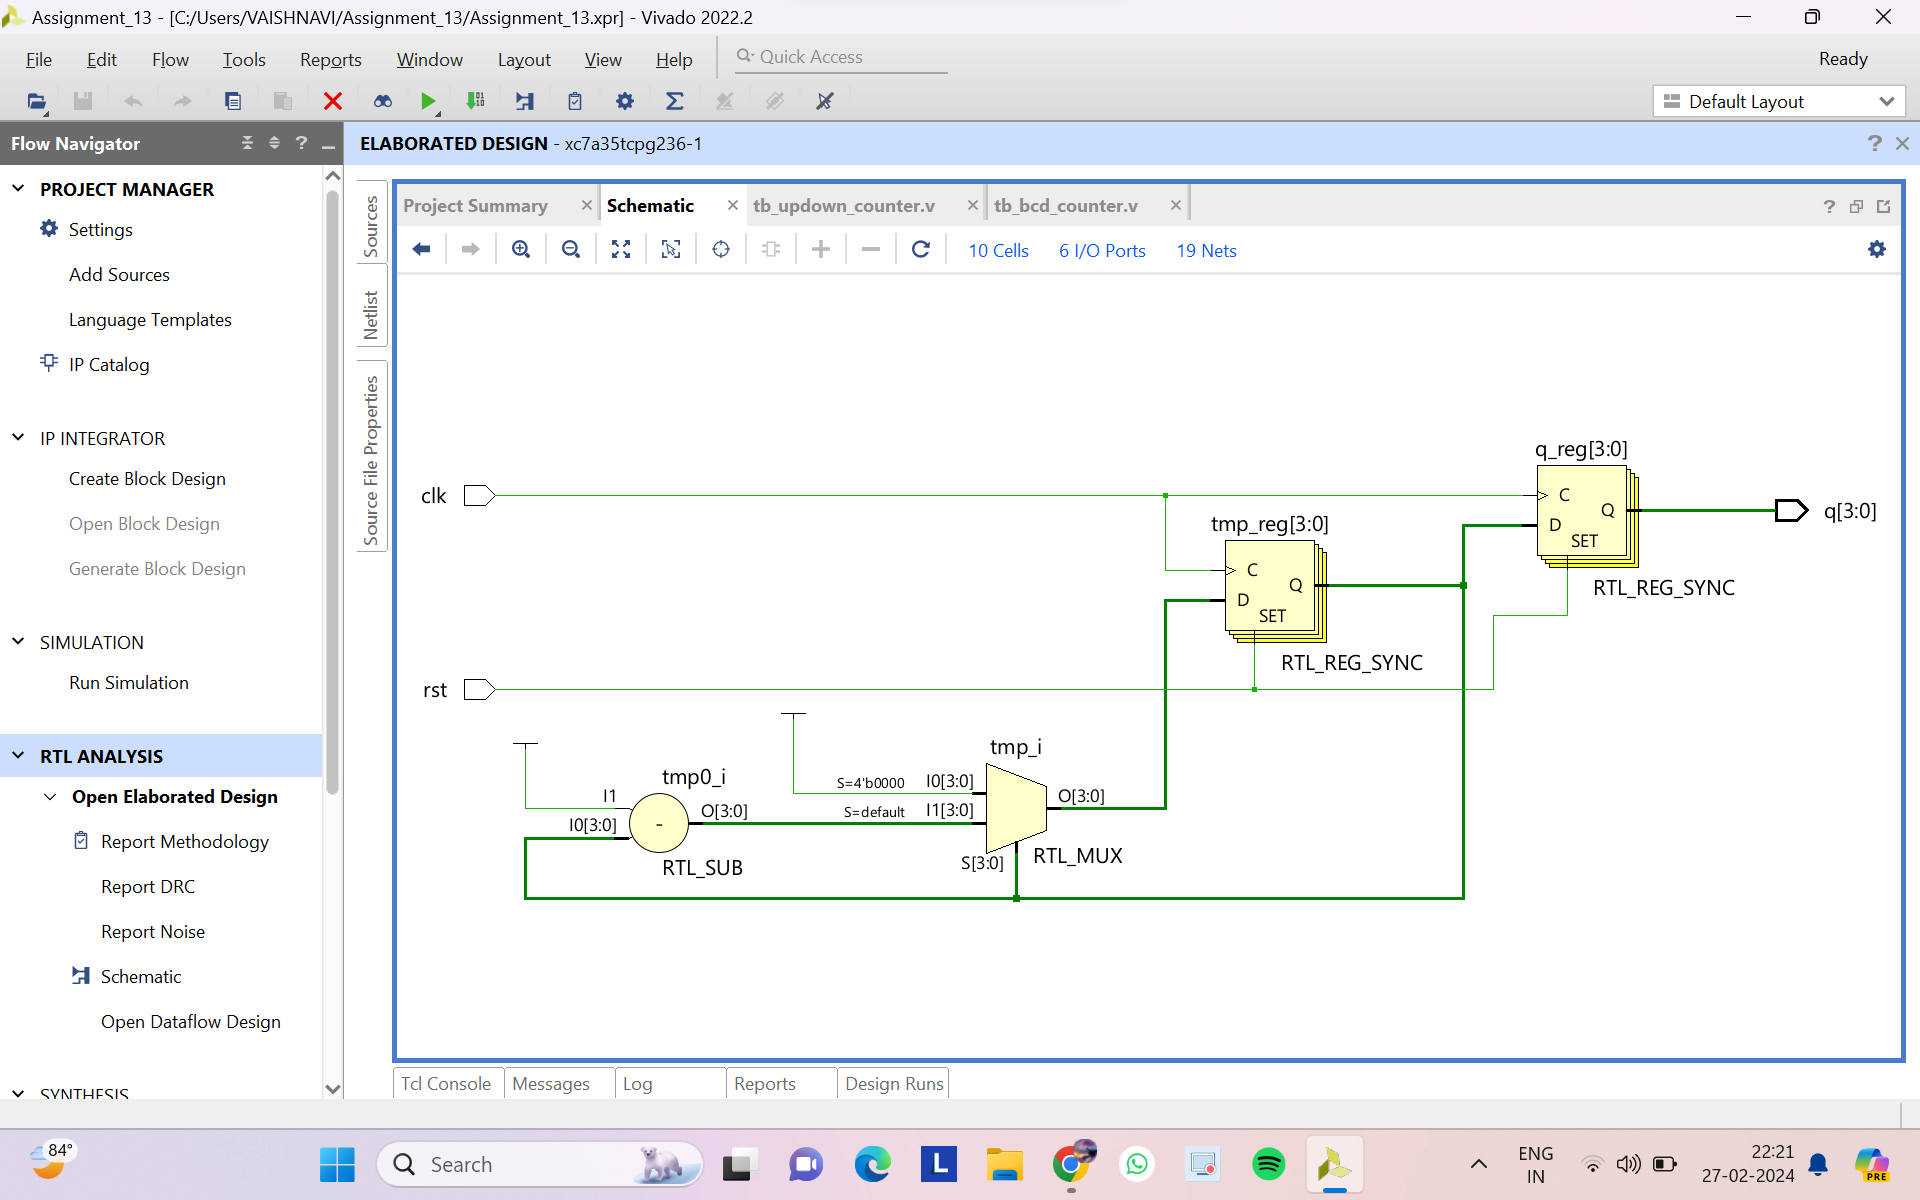 Assignment_13 - [C:/Users/VAISHNAVI/Assignment_13/Assignment_13.xpr] - Vivado 2022.2
File Edit Flow Tools Reports Window Layout View Help Quick Access Ready
Default Layout
Flow Navigator
ELABORATED DESIGN - xc7a35tcpg236-1
PROJECT MANAGER
Settings
Add Sources
Language Templates
IP Catalog
IP INTEGRATOR
Create Block Design
Open Block Design
Generate Block Design
SIMULATION
Run Simulation
RTL ANALYSIS
Open Elaborated Design
Report Methodology
Report DRC
Report Noise
Schematic
Open Dataflow Design
SYNTHESIS
Sources
Netlist
Source File Properties
Project Summary Schematic tb_updown_counter.v tb_bcd_counter.v
10 Cells 6 I/O Ports 19 Nets
q_reg[3:0]
clk
C
D
Q
SET
q[3:0]
RTL_REG_SYNC
tmp_reg[3:0]
C
D
Q
SET
RTL_REG_SYNC
rst
tmp_i
S=4'b0000 I0[3:0]
S=default I1[3:0]
O[3:0]
S[3:0]
RTL_MUX
tmp0_i
I1
I0[3:0]
-
O[3:0]
RTL_SUB
Tcl Console Messages Log Reports Design Runs
84°
Search
L
ENG
IN
22:21
27-02-2024
PRE